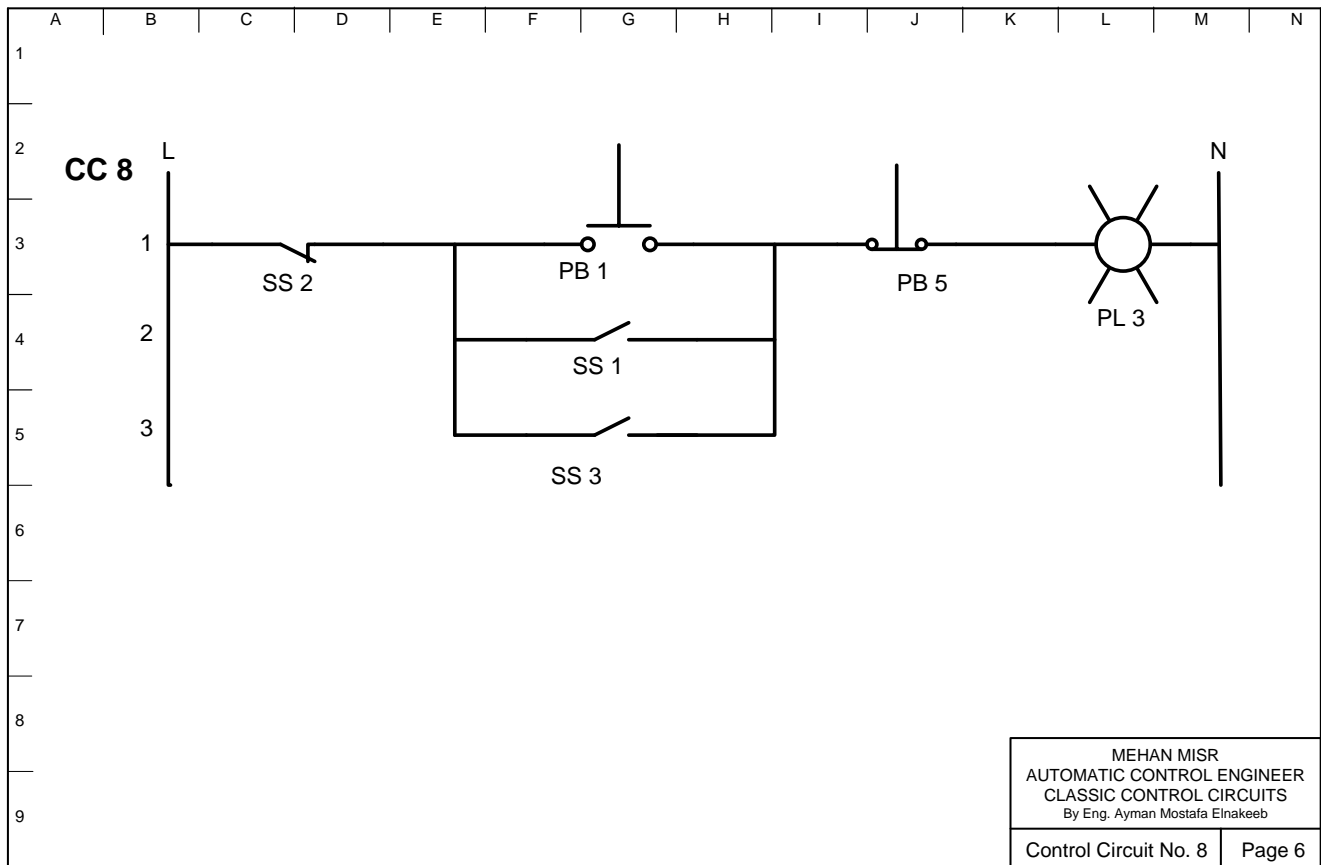 A B C D E F G H I J K L M N
1
2
3
4
5
6
7
8
9
CC 8
L
N
1
SS 2
PB 1
PB 5
PL 3
2
SS 1
3
SS 3
MEHAN MISR
AUTOMATIC CONTROL ENGINEER
CLASSIC CONTROL CIRCUITS
By Eng. Ayman Mostafa Elnakeeb
Control Circuit No. 8
Page 6